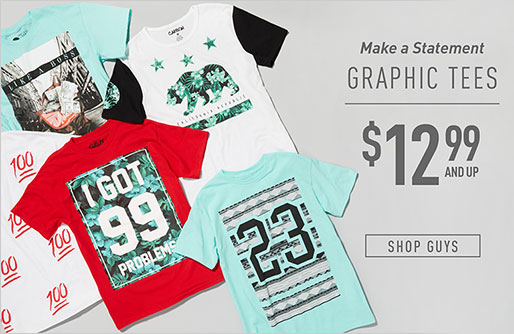 LIKE A BOSS
CALIFORNIA REPUBLIC
100
100
100
100
I GOT
99
PROBLEMS
23
Make a Statement
GRAPHIC TEES
$12.99
AND UP
SHOP GUYS